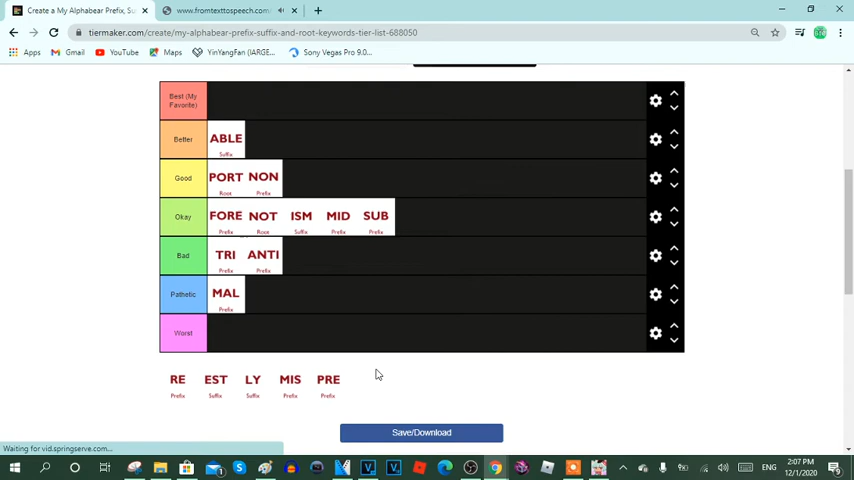 Create a My Alphabear Prefix, Suf
www.fromtexttospeech.com/
tiermaker.com/create/my-alphabear-prefix-suffix-and-root-keywords-tier-list-688050
Apps
Gmail
YouTube
Maps
YinYangFan (lARGE...
Sony Vegas Pro 9.0...
Best (My
Favorite)
Better
ABLE
Suffix
Good
PORT
Root
NON
Prefix
Okay
FORE
Prefix
NOT
Root
ISM
Suffix
MID
Prefix
SUB
Prefix
Bad
TRI
Prefix
ANTI
Prefix
Pathetic
MAL
Prefix
Worst
RE
Prefix
EST
Suffix
LY
Suffix
MIS
Prefix
PRE
Prefix
Save/Download
Waiting for vid.springserve.com...
ENG
2:07 PM
12/1/2020